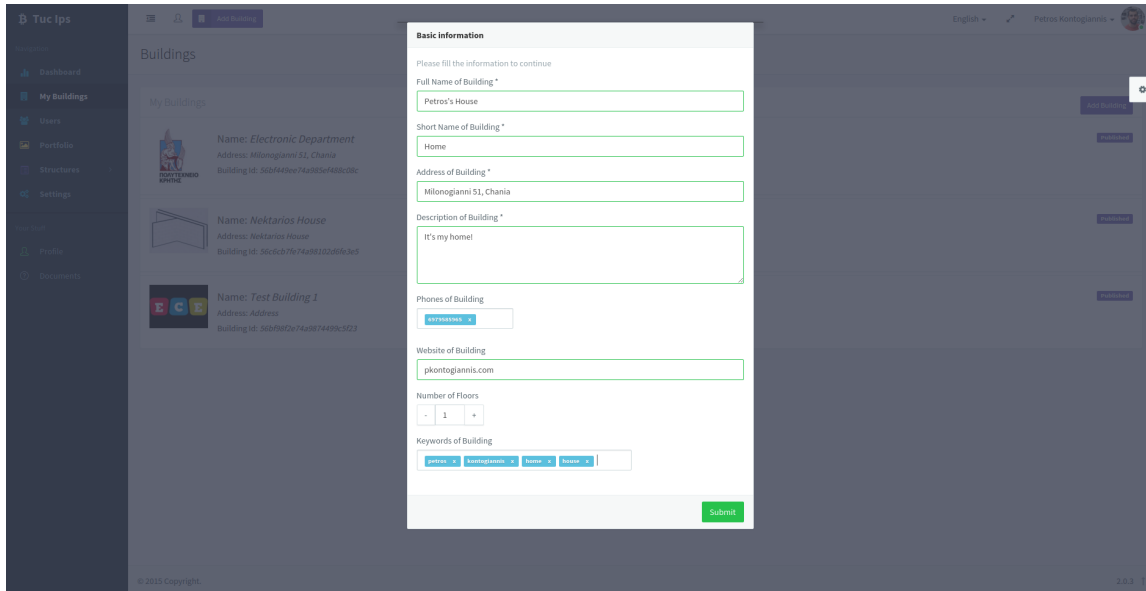 Tuc Ips
Add Building
English
Petros Kontogiannis
Dashboard
My Buildings
Users
Portfolio
Structures
Settings
Profile
Documents
Buildings
My Buildings
Add Building
ΠΟΛΥΤΕΧΝΕΙΟ
ΚΡΗΤΗΣ
Name: Electronic Department
Address: Milonogianni 51, Chania
Published
Name: Nektarios House
Address: Nektarios House
Published
E C E
Name: Test Building 1
Address: Address
Published
Basic information
Please fill the information to continue
Full Name of Building *
Petros's House
Short Name of Building *
Home
Address of Building *
Milonogianni 51, Chania
Description of Building *
It's my home!
Phones of Building
Website of Building
pkontogiannis.com
Number of Floors
- 1 +
Keywords of Building
petros x kontogiannis x home x house x
Submit
© 2015 Copyright.